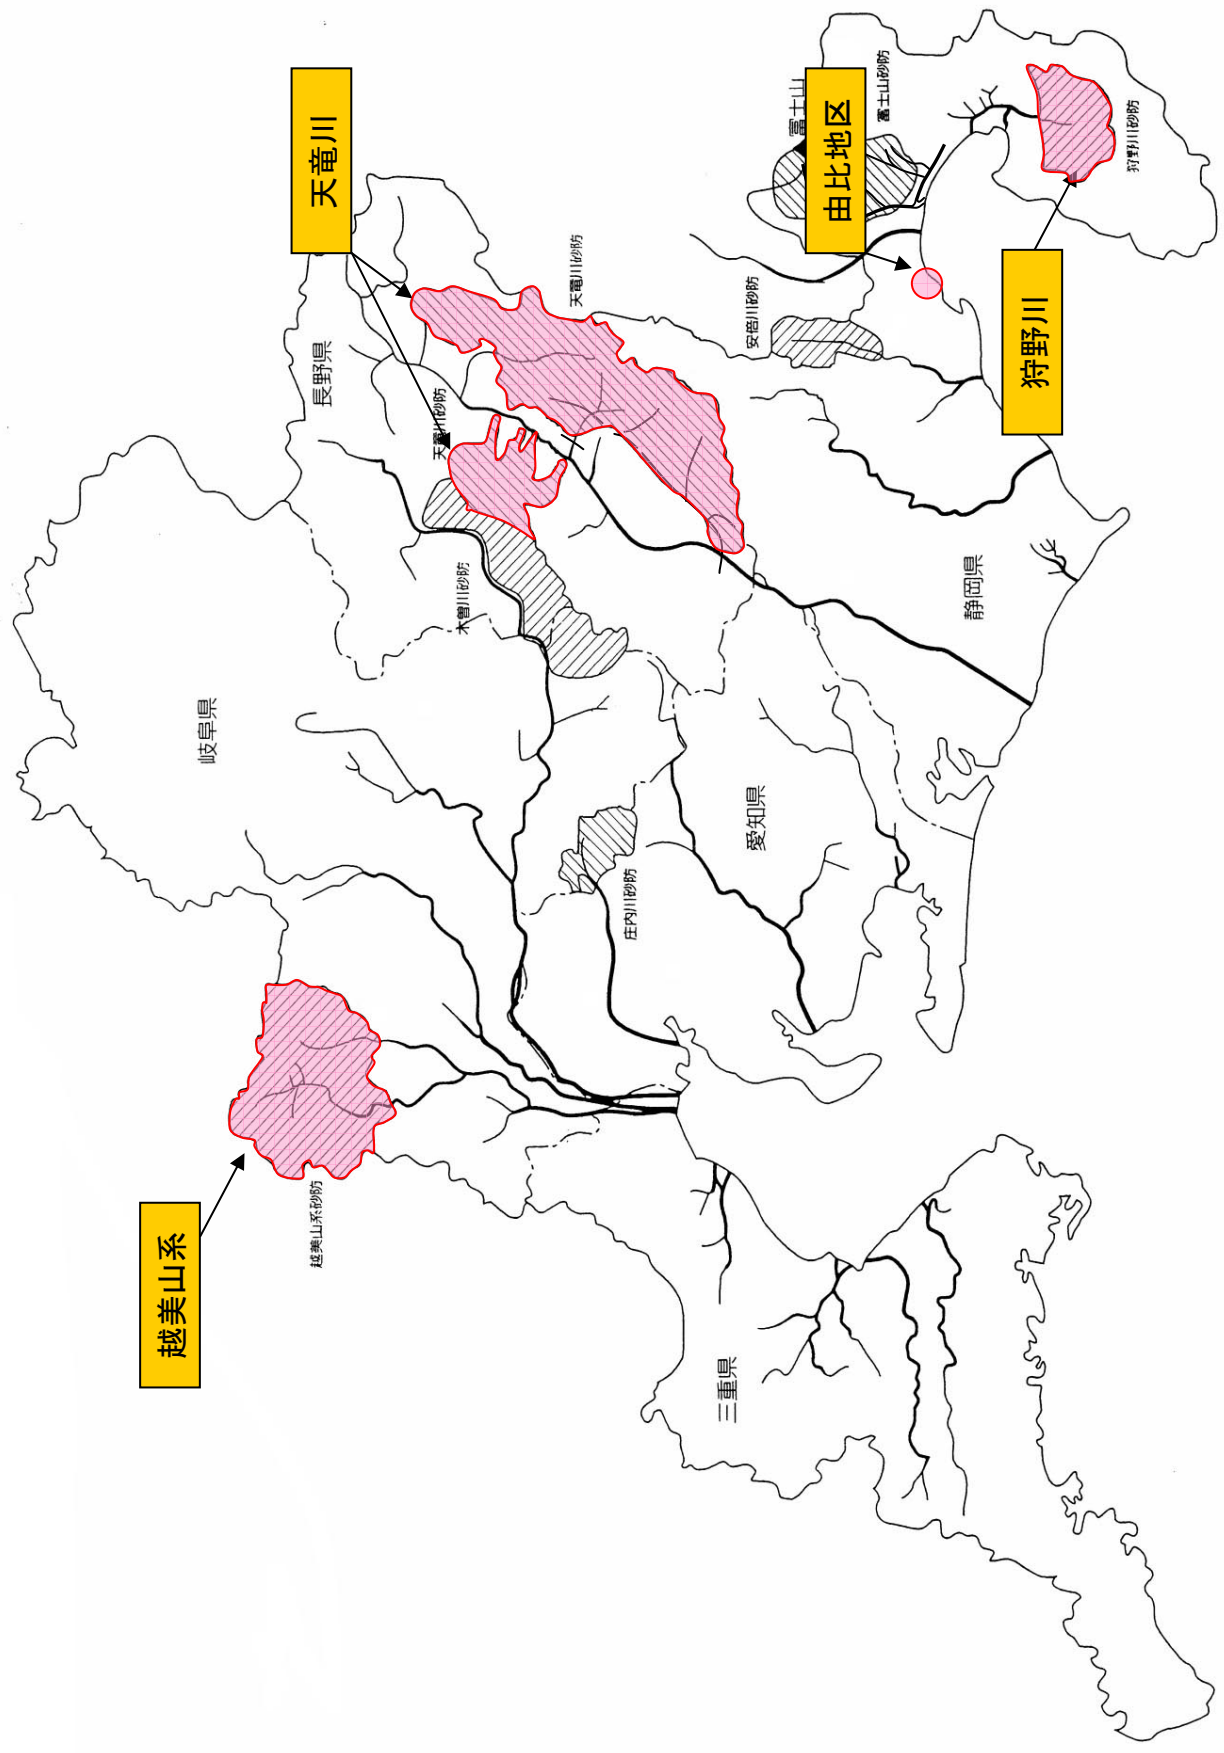 越美山系
越美山系砂防
岐阜県
天竜川
長野県
天竜川砂防
木曽川砂防
天竜川砂防
庄内川砂防
三重県
愛知県
安倍川砂防
富士山
由比地区
富士山砂防
静岡県
狩野川
狩野川砂防